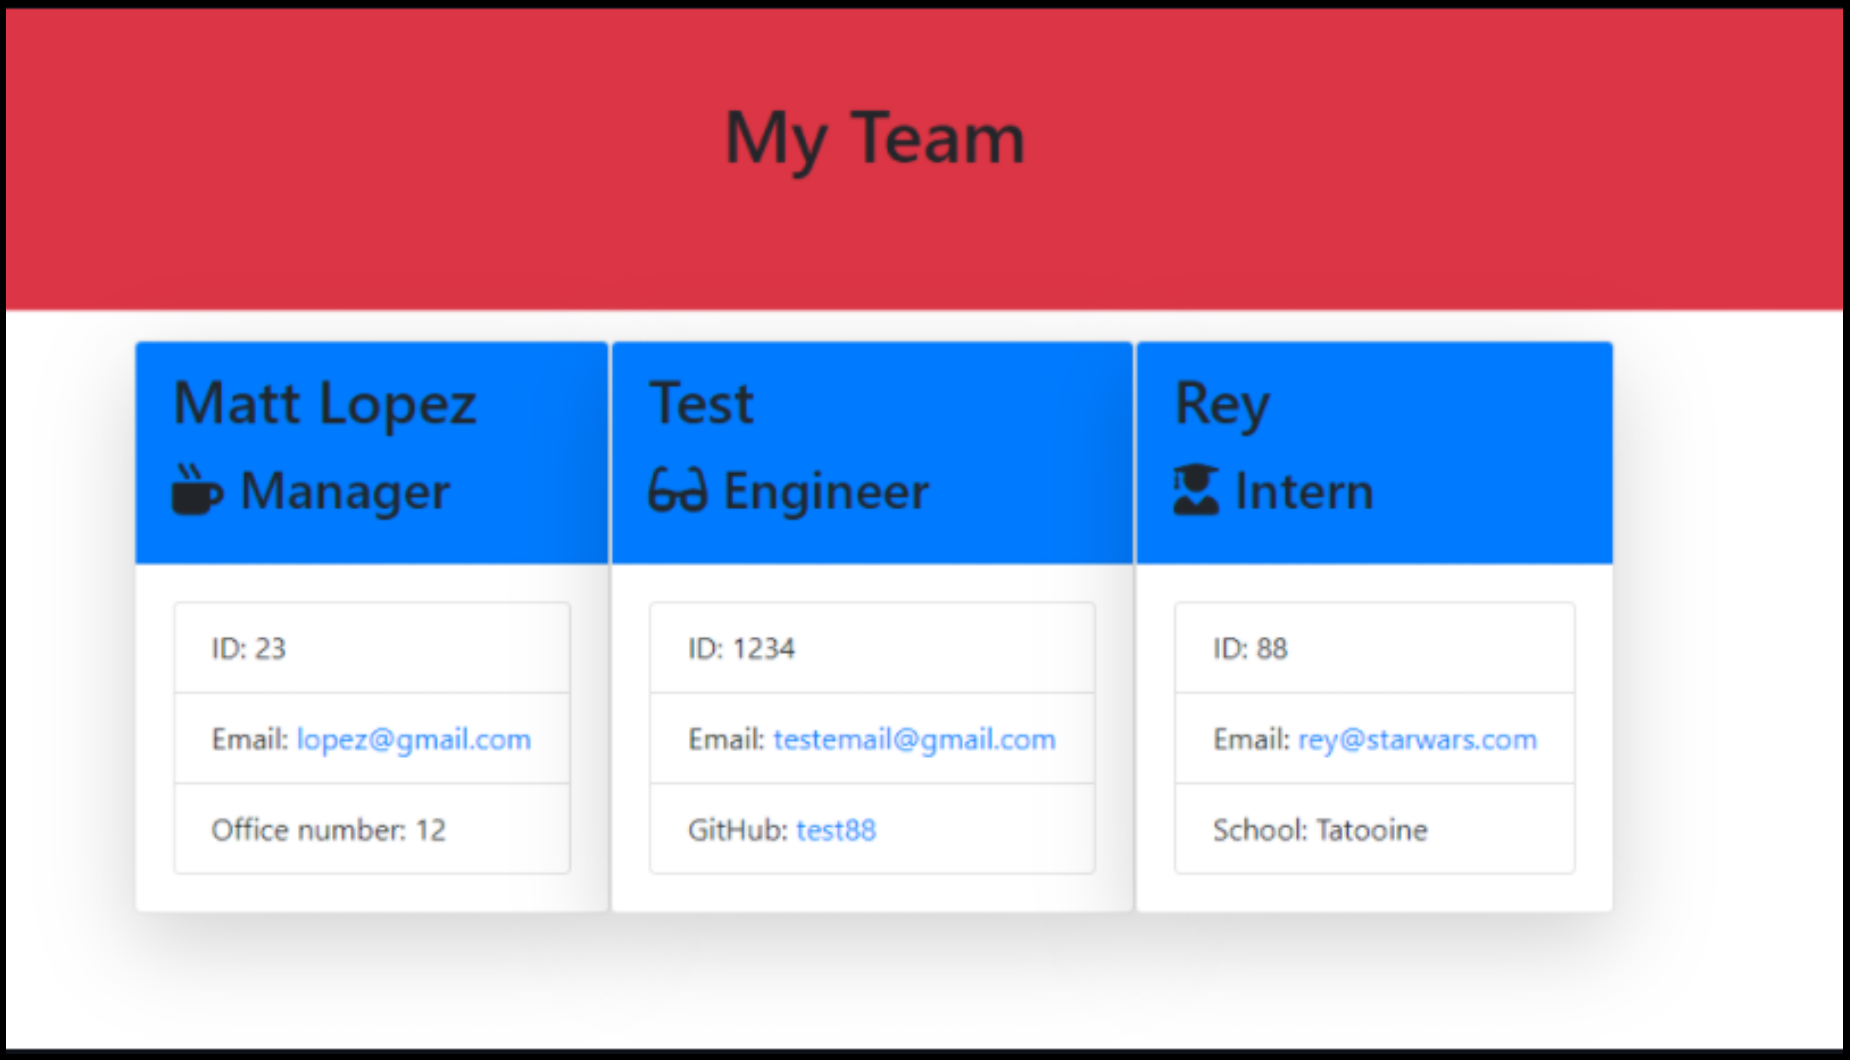 My Team
Matt Lopez
Manager
ID: 23
Email: lopez@gmail.com
Office number: 12
Test
Engineer
ID: 1234
Email: testemail@gmail.com
GitHub: test88
Rey
Intern
ID: 88
Email: rey@starwars.com
School: Tatooine